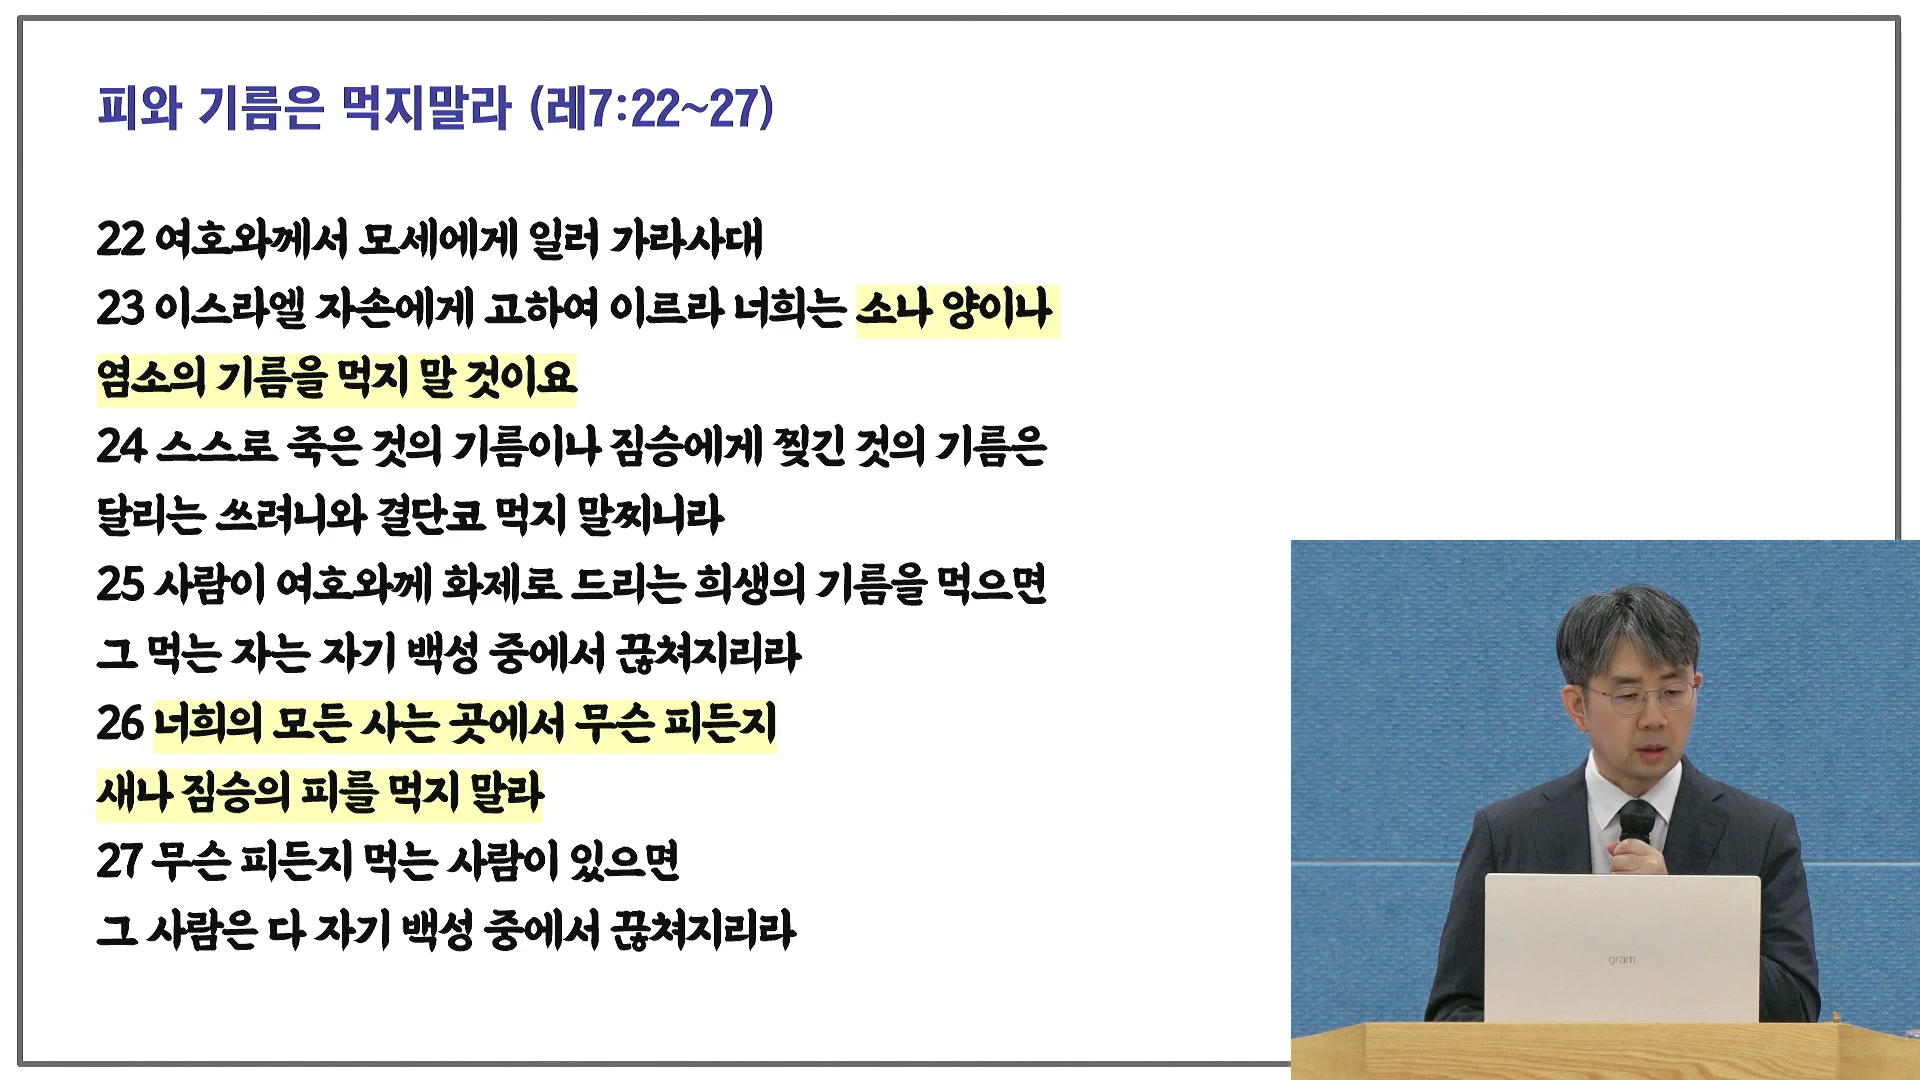 피와 기름은 먹지말라 (레7:22~27)
22 여호와께서 모세에게 일러 가라사대
23 이스라엘 자손에게 고하여 이르라 너희는 소나 양이나
염소의 기름을 먹지 말 것이요
24 스스로 죽은 것의 기름이나 짐승에게 찢긴 것의 기름은
달리는 쓰려니와 결단코 먹지 말찌니라
25 사람이 여호와께 화제로 드리는 희생의 기름을 먹으면
그 먹는 자는 자기 백성 중에서 끊쳐지리라
26 너희의 모든 사는 곳에서 무슨 피든지
새나 짐승의 피를 먹지 말라
27 무슨 피든지 먹는 사람이 있으면
그 사람은 다 자기 백성 중에서 끊쳐지리라
gram